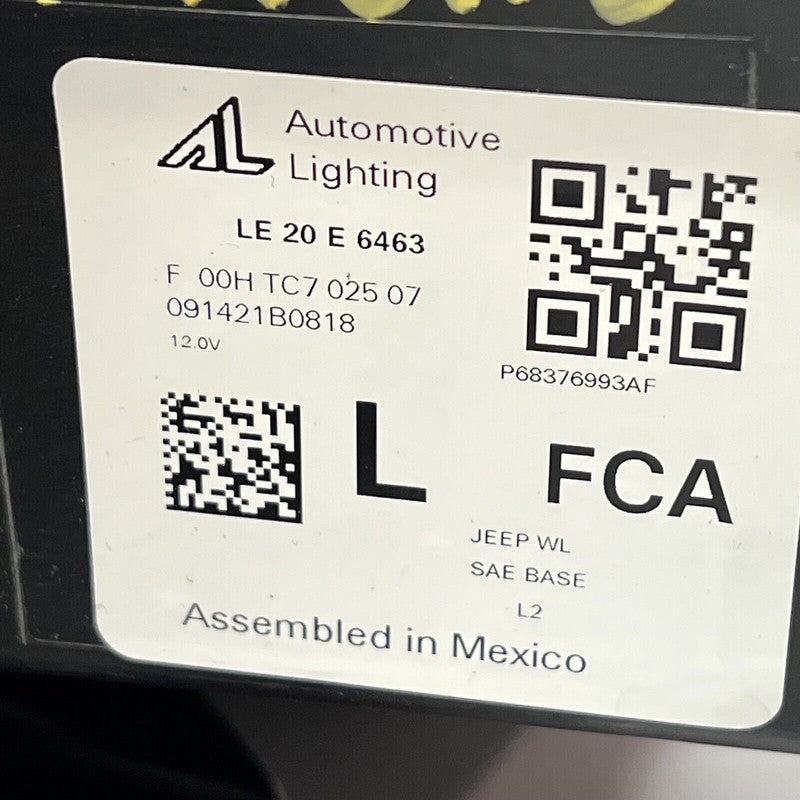 AL Automotive
Lighting
LE 20 E 6463
F 00H TC7 025 07
091421B0818
12.0V
P68376993AF
L FCA
JEEP WL
SAE BASE
L2
Assembled in Mexico